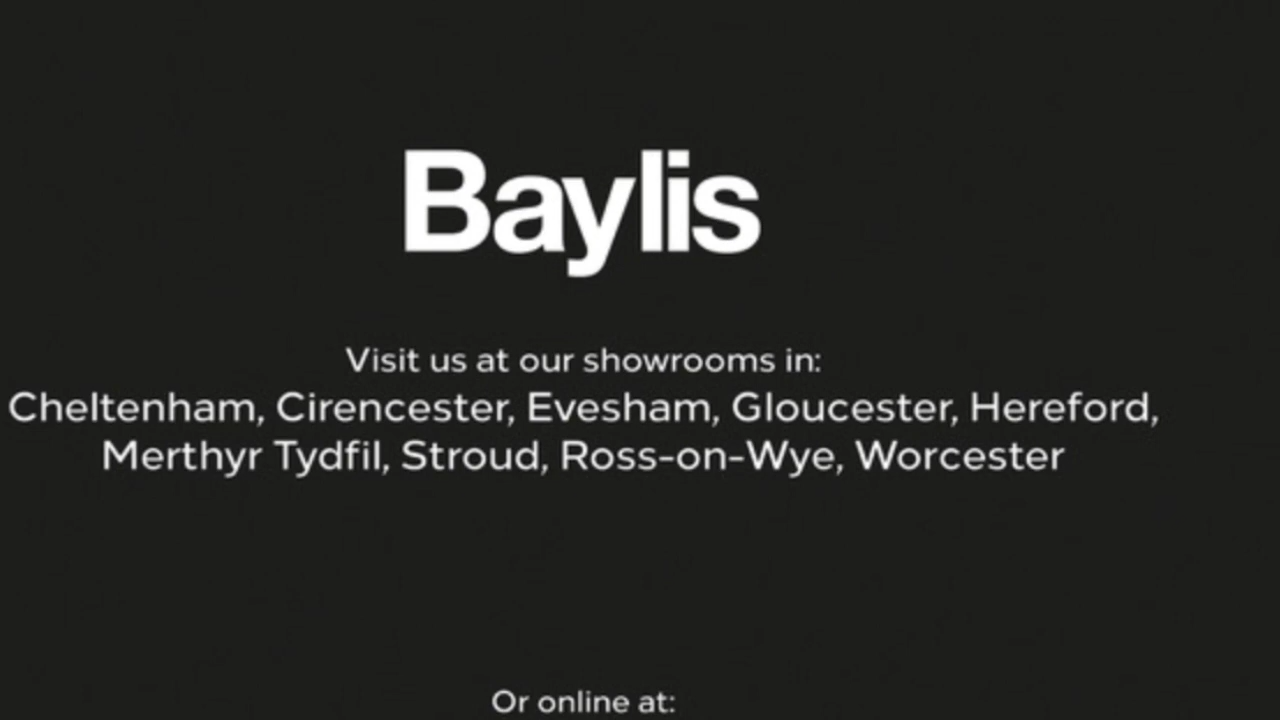 Baylis
Visit us at our showrooms in:
Cheltenham, Cirencester, Evesham, Gloucester, Hereford,
Merthyr Tydfil, Stroud, Ross-on-Wye, Worcester
Or online at: